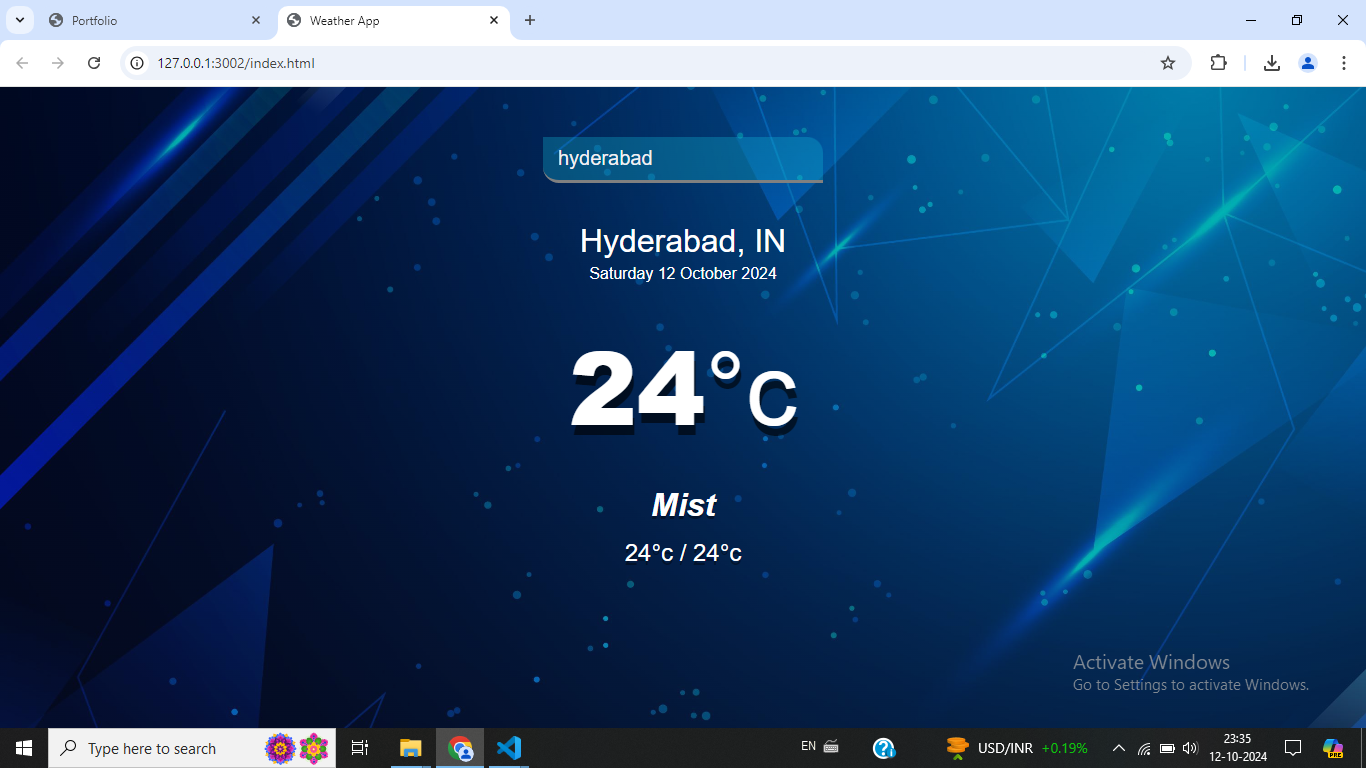 Portfolio
Weather App
127.0.0.1:3002/index.html
hyderabad
Hyderabad, IN
Saturday 12 October 2024
24°c
Mist
24°c / 24°c
Activate Windows
Go to Settings to activate Windows.
Type here to search
EN
USD/INR +0.19%
23:35
12-10-2024
PRE